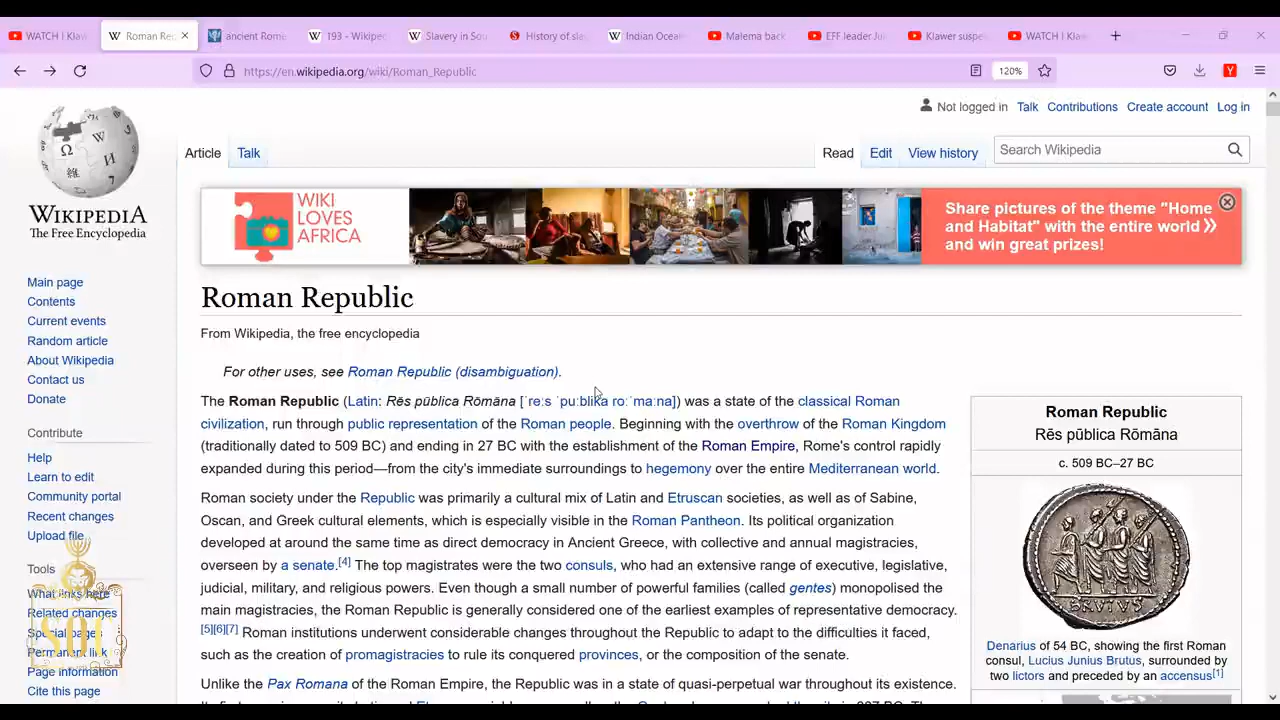 WATCH | Klaw
Roman Rep
ancient Rome
193 - Wikiped
Slavery in Sou
History of sla
Indian Ocean
Malema back
EFF leader Jul
Klawer suspe
WATCH | Klaw
https://en.wikipedia.org/wiki/Roman_Republic
120%
Not logged in Talk Contributions Create account Log in
Article Talk
Read Edit View history
Search Wikipedia
WIKIPEDIA
The Free Encyclopedia
WIKI
LOVES
AFRICA
Share pictures of the theme "Home
and Habitat" with the entire world
and win great prizes!
Main page
Contents
Current events
Random article
About Wikipedia
Contact us
Donate
Contribute
Help
Learn to edit
Community portal
Recent changes
Upload file
Tools
What links here
Related changes
Special pages
Permanent link
Page information
Cite this page
SOT
Roman Republic
From Wikipedia, the free encyclopedia
For other uses, see Roman Republic (disambiguation).
The Roman Republic (Latin: Rēs pūblica Rōmāna [ˈreːs ˈpuːblɪka roːˈmaːna]) was a state of the classical Roman
civilization, run through public representation of the Roman people. Beginning with the overthrow of the Roman Kingdom
(traditionally dated to 509 BC) and ending in 27 BC with the establishment of the Roman Empire, Rome's control rapidly
expanded during this period—from the city's immediate surroundings to hegemony over the entire Mediterranean world.
Roman society under the Republic was primarily a cultural mix of Latin and Etruscan societies, as well as of Sabine,
Oscan, and Greek cultural elements, which is especially visible in the Roman Pantheon. Its political organization
developed at around the same time as direct democracy in Ancient Greece, with collective and annual magistracies,
overseen by a senate.[4] The top magistrates were the two consuls, who had an extensive range of executive, legislative,
judicial, military, and religious powers. Even though a small number of powerful families (called gentes) monopolised the
main magistracies, the Roman Republic is generally considered one of the earliest examples of representative democracy.
[5][6][7] Roman institutions underwent considerable changes throughout the Republic to adapt to the difficulties it faced,
such as the creation of promagistracies to rule its conquered provinces, or the composition of the senate.
Unlike the Pax Romana of the Roman Empire, the Republic was in a state of quasi-perpetual war throughout its existence.
Roman Republic
Rēs pūblica Rōmāna
c. 509 BC–27 BC
BRVTVS
Denarius of 54 BC, showing the first Roman
consul, Lucius Junius Brutus, surrounded by
two lictors and preceded by an accensus[1]